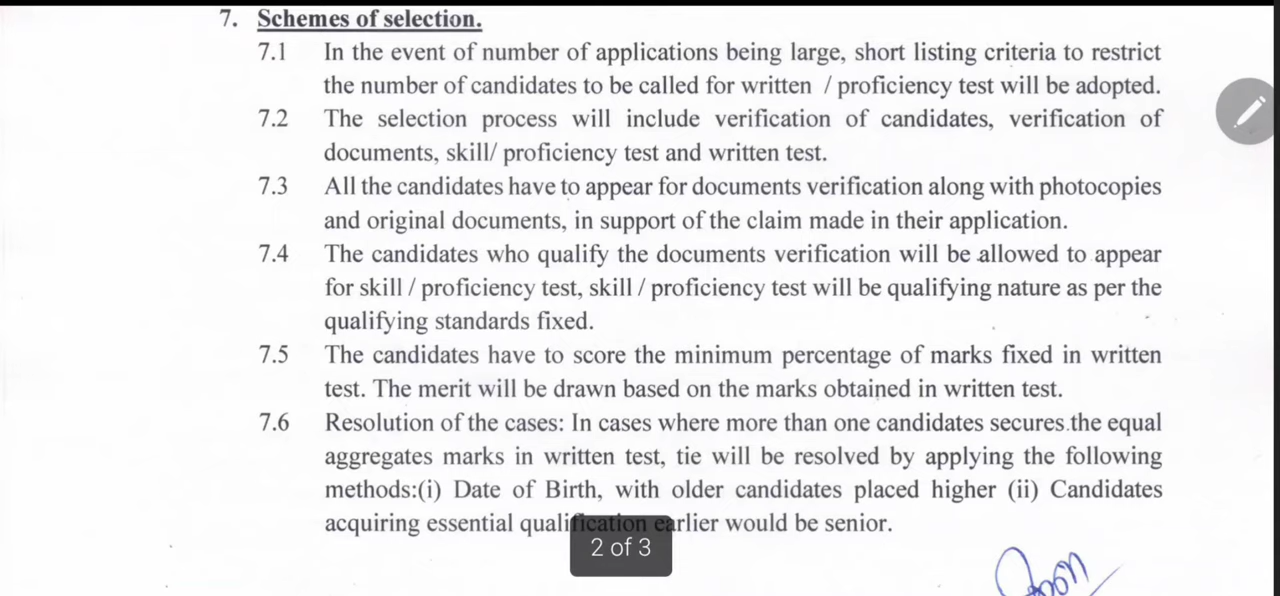 7. Schemes of selection.
7.1 In the event of number of applications being large, short listing criteria to restrict
the number of candidates to be called for written / proficiency test will be adopted.
7.2 The selection process will include verification of candidates, verification of
documents, skill/ proficiency test and written test.
7.3 All the candidates have to appear for documents verification along with photocopies
and original documents, in support of the claim made in their application.
7.4 The candidates who qualify the documents verification will be allowed to appear
for skill / proficiency test, skill / proficiency test will be qualifying nature as per the
qualifying standards fixed.
7.5 The candidates have to score the minimum percentage of marks fixed in written
test. The merit will be drawn based on the marks obtained in written test.
7.6 Resolution of the cases: In cases where more than one candidates secures the equal
aggregates marks in written test, tie will be resolved by applying the following
methods:(i) Date of Birth, with older candidates placed higher (ii) Candidates
acquiring essential qualification earlier would be senior.
2 of 3